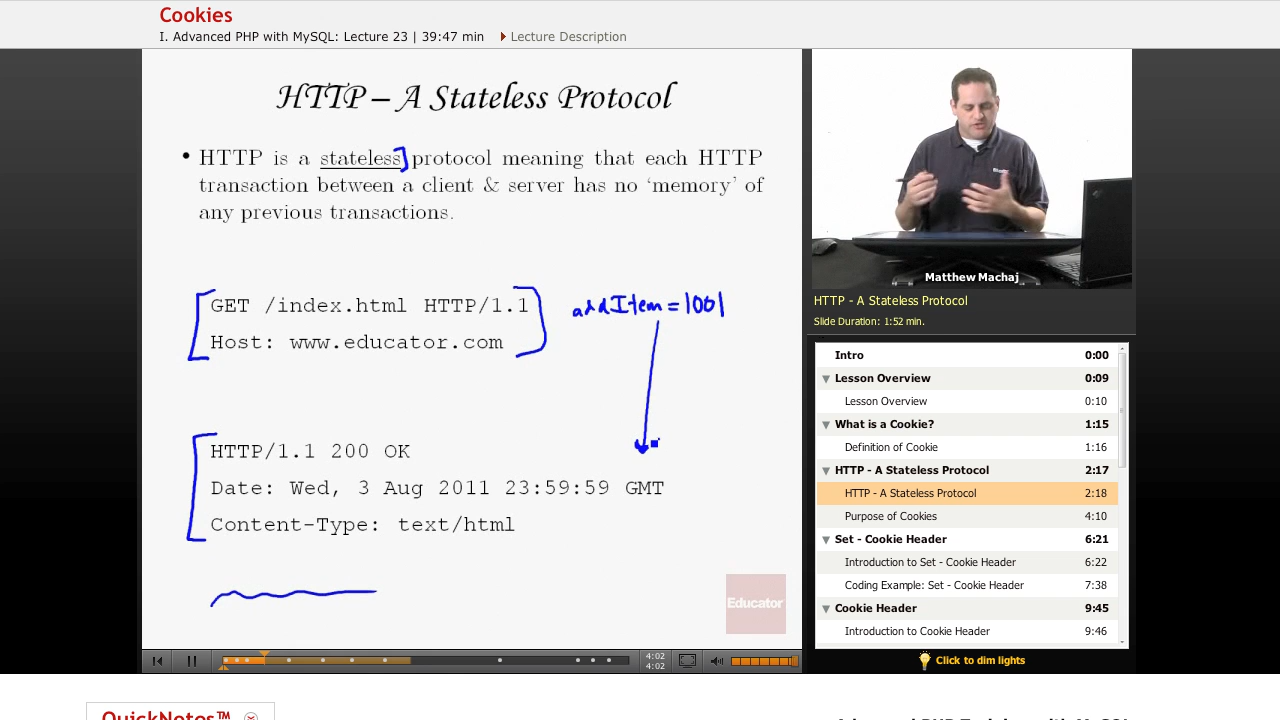 Cookies
I. Advanced PHP with MySQL: Lecture 23 | 39:47 min Lecture Description
HTTP – A Stateless Protocol
• HTTP is a stateless protocol meaning that each HTTP
transaction between a client & server has no ‘memory’ of
any previous transactions.
GET /index.html HTTP/1.1
Host: www.educator.com
addItem=1001
HTTP/1.1 200 OK
Date: Wed, 3 Aug 2011 23:59:59 GMT
Content-Type: text/html
Educator
4:02
4:02
Matthew Machaj
HTTP - A Stateless Protocol
Slide Duration: 1:52 min.
Intro 0:00
Lesson Overview 0:09
Lesson Overview 0:10
What is a Cookie? 1:15
Definition of Cookie 1:16
HTTP - A Stateless Protocol 2:17
HTTP - A Stateless Protocol 2:18
Purpose of Cookies 4:10
Set - Cookie Header 6:21
Introduction to Set - Cookie Header 6:22
Coding Example: Set - Cookie Header 7:38
Cookie Header 9:45
Introduction to Cookie Header 9:46
Click to dim lights
QuickNotes™